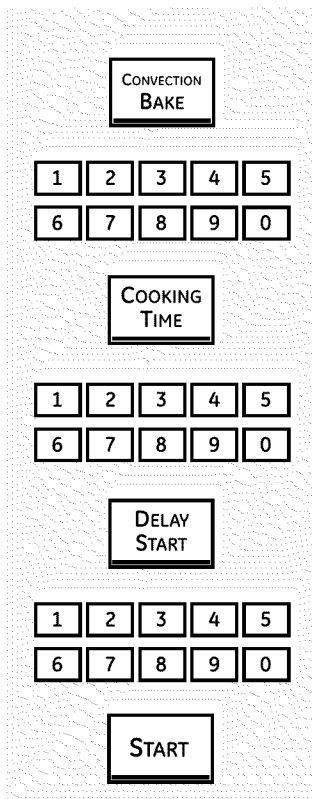 CONVECTION
BAKE
1 2 3 4 5
6 7 8 9 0
COOKING
TIME
1 2 3 4 5
6 7 8 9 0
DELAY
START
1 2 3 4 5
6 7 8 9 0
START